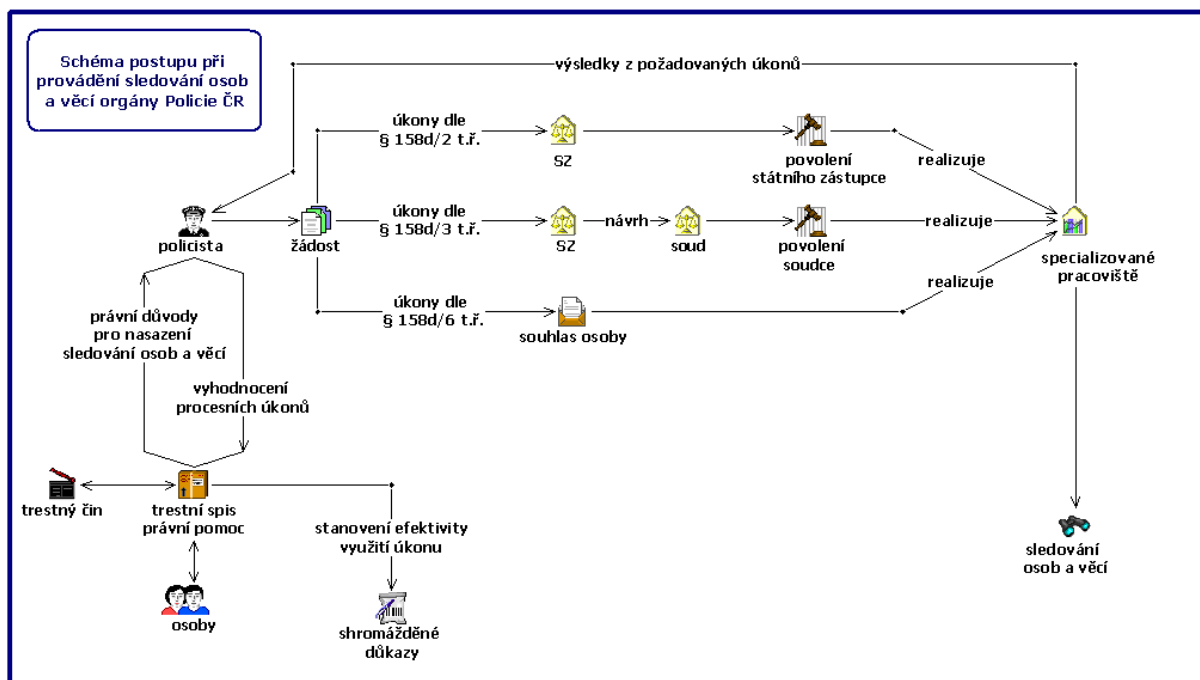 Schéma postupu při
provádění sledování osob
a věcí orgány Policie ČR
výsledky z požadovaných úkonů
úkony dle
§ 158d/2 t.ř.
SZ
povolení
státního zástupce
realizuje
policista
žádost
úkony dle
§ 158d/3 t.ř.
SZ
návrh
soud
povolení
soudce
realizuje
specializované
pracoviště
úkony dle
§ 158d/6 t.ř.
souhlas osoby
realizuje
právní důvody
pro nasazení
sledování osob a věcí
vyhodnocení
procesních úkonů
trestný čin
trestní spis
právní pomoc
stanovení efektivity
využití úkonu
sledování
osob a věcí
osoby
shromážděné
důkazy